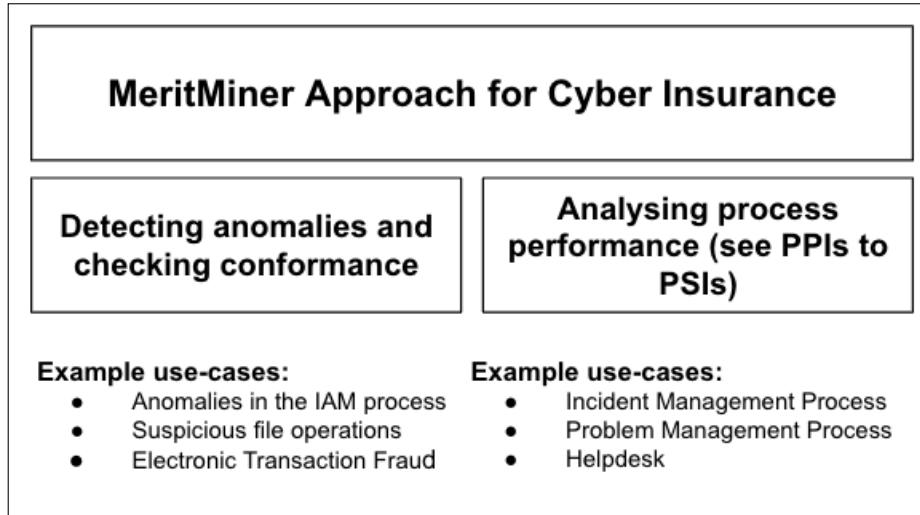 MeritMiner Approach for Cyber Insurance
Detecting anomalies and
checking conformance
Analysing process
performance (see PPIs to
PSIs)
Example use-cases:
● Anomalies in the IAM process
● Suspicious file operations
● Electronic Transaction Fraud
Example use-cases:
● Incident Management Process
● Problem Management Process
● Helpdesk